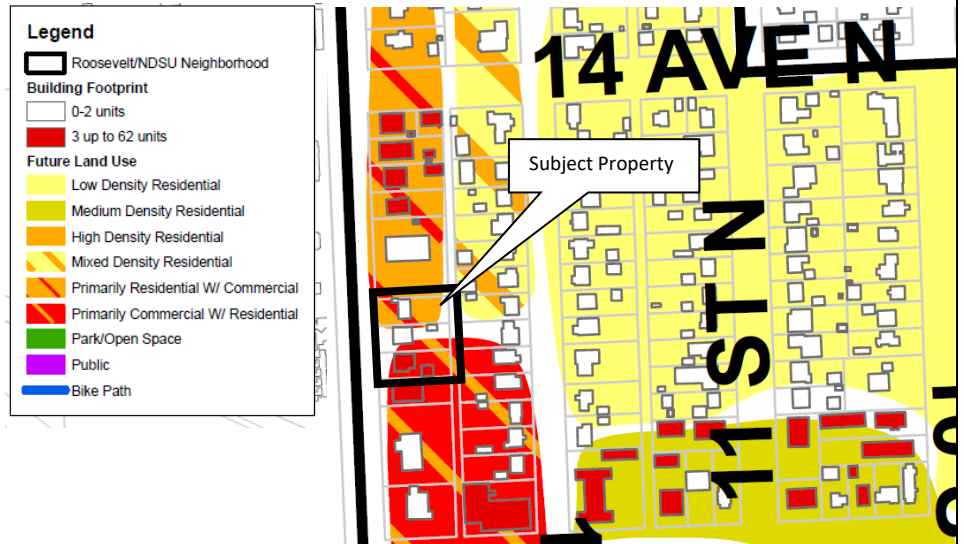 Legend
Roosevelt/NDSU Neighborhood
Building Footprint
0-2 units
3 up to 62 units
Future Land Use
Low Density Residential
Medium Density Residential
High Density Residential
Mixed Density Residential
Primarily Residential W/ Commercial
Primarily Commercial W/ Residential
Park/Open Space
Public
Bike Path
14 AVE N
Subject Property
11 ST N